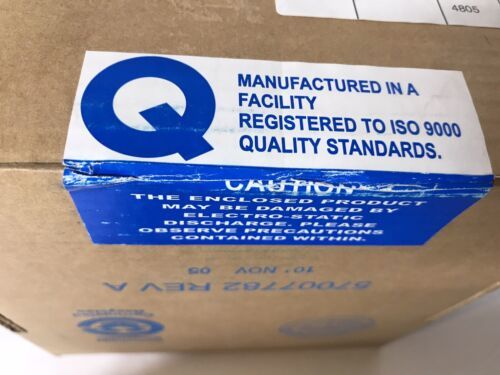 4805
Q
MANUFACTURED IN A
FACILITY
REGISTERED TO ISO 9000
QUALITY STANDARDS.
CAUTION
THE ENCLOSED PRODUCT
MAY BE DAMAGED BY
ELECTRO-STATIC
DISCHARGE. PLEASE
OBSERVE PRECAUTIONS
CONTAINED WITHIN.
10' NOV 05
87007782 REV A